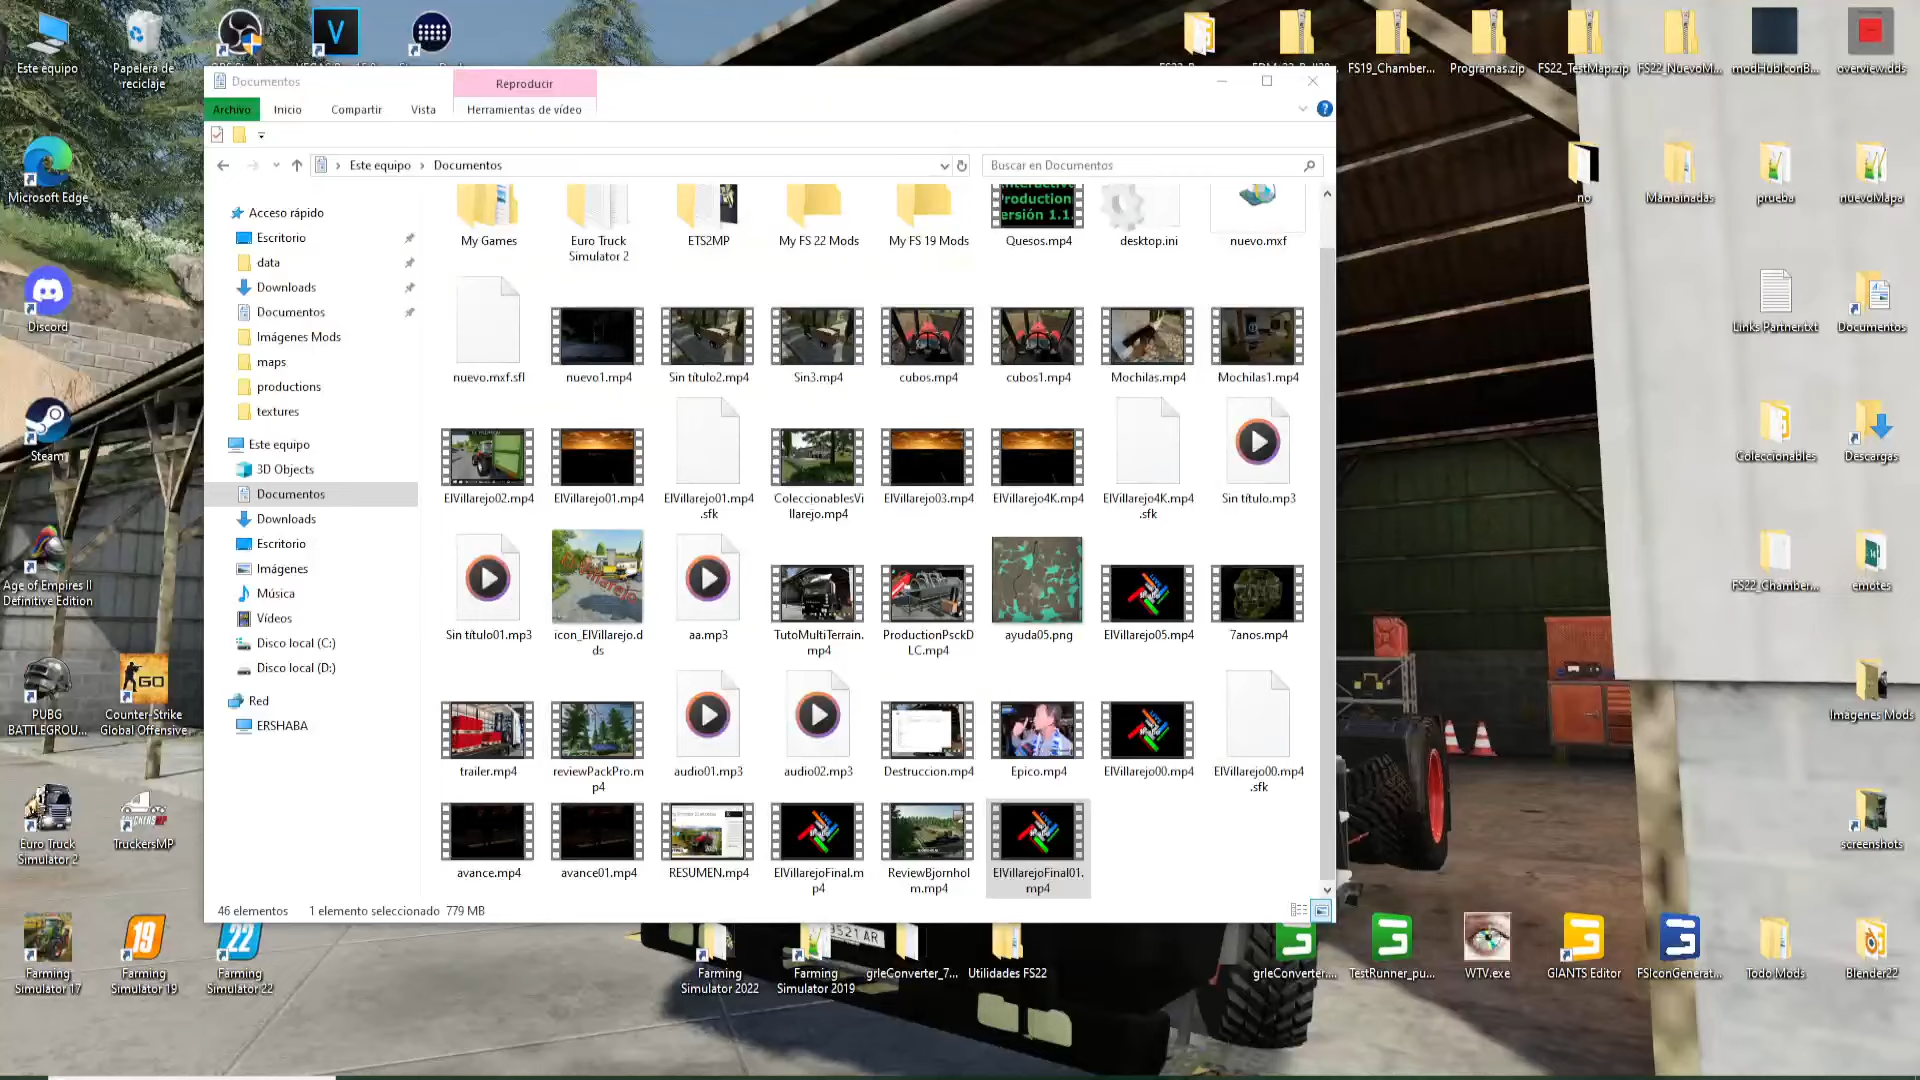 Este equipo
Papelera de
reciclaje
FS19_Chamber...
Programas.zip
FS22_TestMap.zip
FS22_NuevoM...
modHubIconB...
overview.dds
Documentos
Reproducir
Archivo
Inicio
Compartir
Vista
Herramientas de vídeo
Este equipo
Documentos
Buscar en Documentos
Microsoft Edge
Discord
Steam
Age of Empires II
Definitive Edition
PUBG
BATTLEGROU...
Counter-Strike
Global Offensive
Euro Truck
Simulator 2
TruckersMP
Farming
Simulator 17
Farming
Simulator 19
Farming
Simulator 22
Acceso rápido
Escritorio
data
Downloads
Documentos
Imágenes Mods
maps
productions
textures
Este equipo
3D Objects
Documentos
Downloads
Escritorio
Imágenes
Música
Vídeos
Disco local (C:)
Disco local (D:)
Red
ERSHABA
My Games
Euro Truck
Simulator 2
ETS2MP
My FS 22 Mods
My FS 19 Mods
Interactive
Production
ersión 1.1.
Quesos.mp4
desktop.ini
nuevo.mxf
nuevo.mxf.sfl
nuevo1.mp4
Sin título2.mp4
Sin3.mp4
cubos.mp4
cubos1.mp4
Mochilas.mp4
Mochilas1.mp4
ElVillarejo02.mp4
ElVillarejo01.mp4
ElVillarejo01.mp4
.sfk
ColeccionablesVi
llarejo.mp4
ElVillarejo03.mp4
ElVillarejo4K.mp4
ElVillarejo4K.mp4
.sfk
Sin título.mp3
Sin título01.mp3
icon_ElVillarejo.d
ds
aa.mp3
TutoMultiTerrain.
mp4
ProductionPsckD
LC.mp4
ayuda05.png
ElVillarejo05.mp4
7anos.mp4
trailer.mp4
reviewPackPro.m
p4
audio01.mp3
audio02.mp3
Destruccion.mp4
Epico.mp4
ElVillarejo00.mp4
ElVillarejo00.mp4
.sfk
avance.mp4
avance01.mp4
RESUMEN.mp4
ElVillarejoFinal.m
p4
ReviewBjornhol
m.mp4
ElVillarejoFinal01.
mp4
46 elementos
1 elemento seleccionado
779 MB
no
Mamainadas
prueba
nuevoMapa
Links Partner.txt
Documentos
Coleccionables
Descargas
FS22_Chamber...
emotes
Imágenes Mods
screenshots
Farming
Simulator 2022
Farming
Simulator 2019
grleConverter_7...
Utilidades FS22
grleConverter....
TestRunner_pu...
WTV.exe
GIANTS Editor
FSIconGenerat...
Todo Mods
Blender22